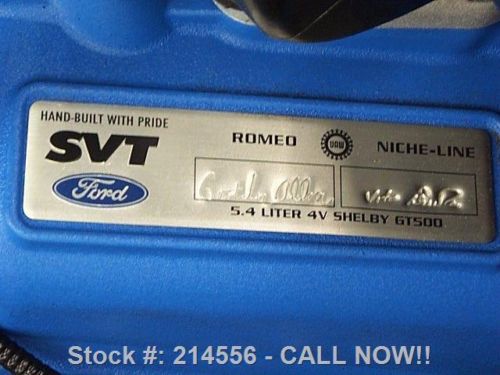 HAND-BUILT WITH PRIDE
SVT
Ford
ROMEO
UAW
NICHE-LINE
5.4 LITER 4V SHELBY GT500
Stock #: 214556 - CALL NOW!!